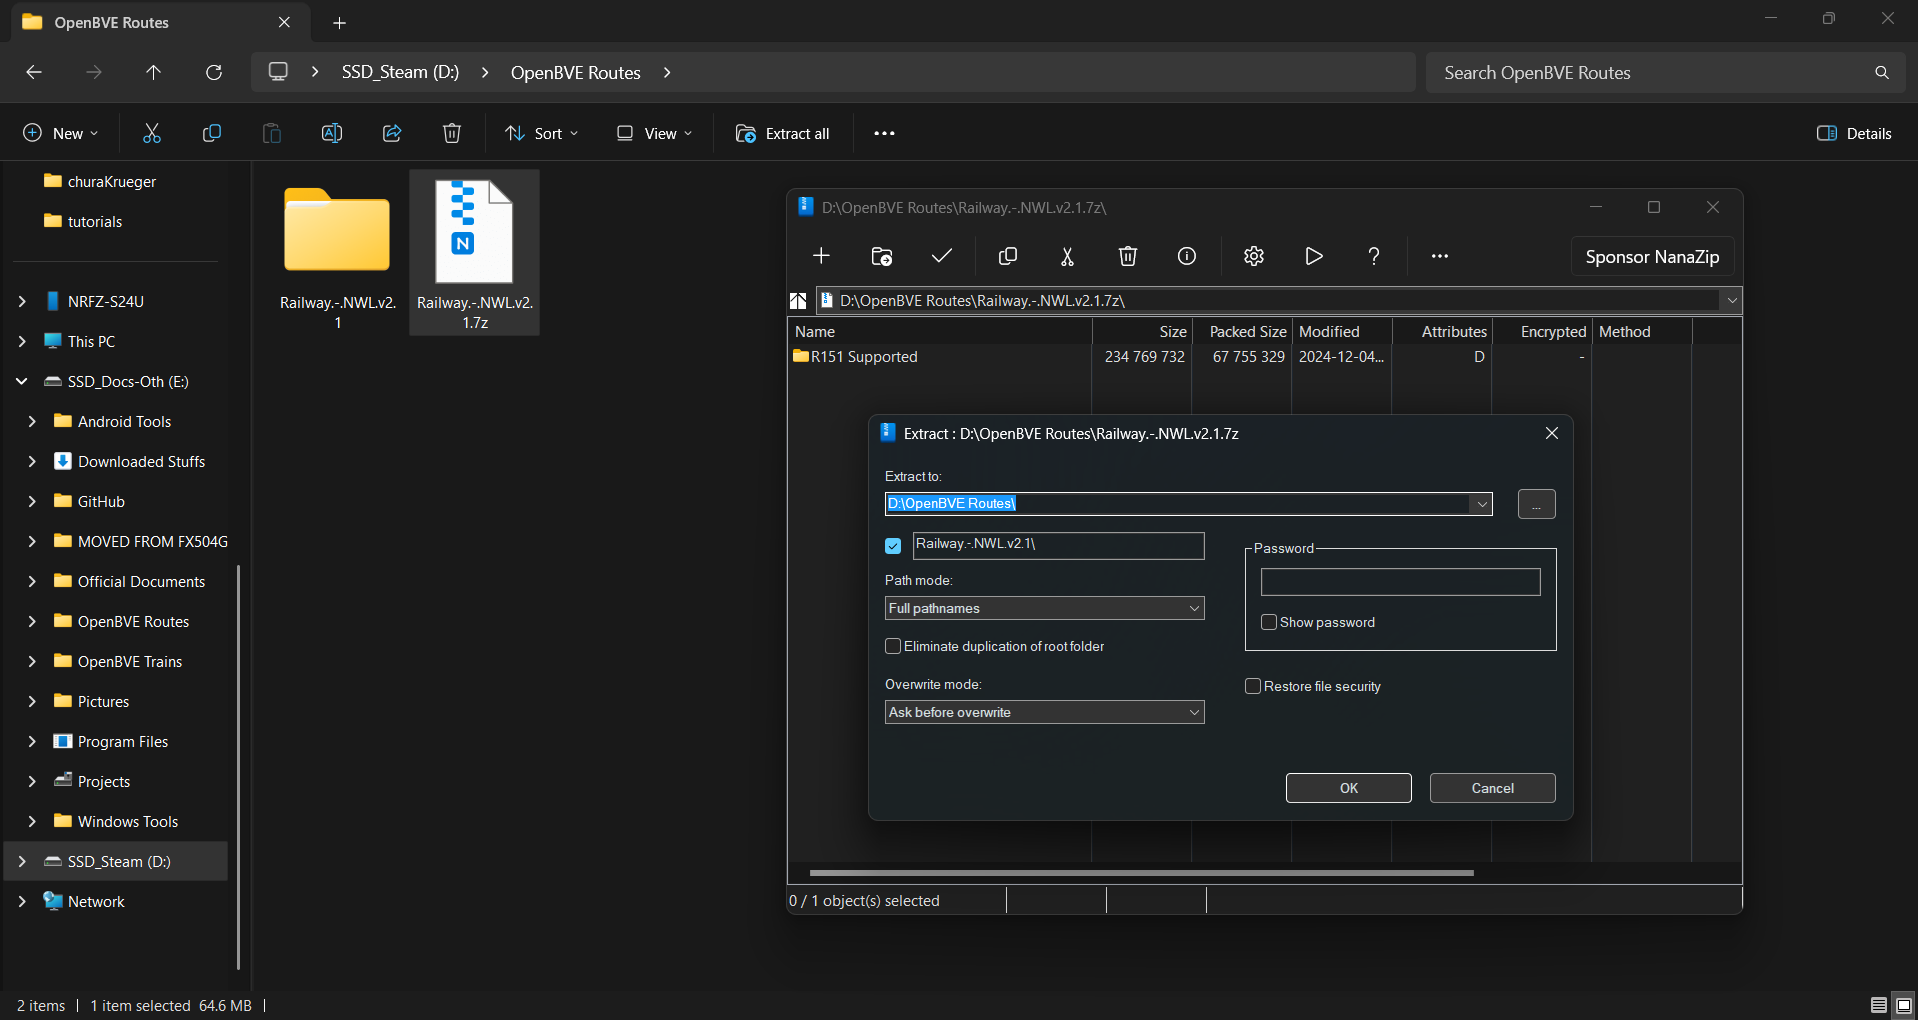 OpenBVE Routes
SSD_Steam (D:)
OpenBVE Routes
Search OpenBVE Routes
New
Sort
View
Extract all
Details
churaKrueger
tutorials
NRFZ-S24U
This PC
SSD_Docs-Oth (E:)
Android Tools
Downloaded Stuffs
GitHub
MOVED FROM FX504G
Official Documents
OpenBVE Routes
OpenBVE Trains
Pictures
Program Files
Projects
Windows Tools
SSD_Steam (D:)
Network
Railway.-.NWL.v2.
1
N
Railway.-.NWL.v2.
1.7z
D:\OpenBVE Routes\Railway.-.NWL.v2.1.7z\
Sponsor NanaZip
D:\OpenBVE Routes\Railway.-.NWL.v2.1.7z\
Name Size Packed Size Modified Attributes Encrypted Method
R151 Supported 234 769 732 67 755 329 2024-12-04... D -
Extract : D:\OpenBVE Routes\Railway.-.NWL.v2.1.7z
Extract to:
D:\OpenBVE Routes\
...
Railway.-.NWL.v2.1\
Password
Path mode:
Full pathnames
Show password
Eliminate duplication of root folder
Overwrite mode:
Restore file security
Ask before overwrite
OK
Cancel
0 / 1 object(s) selected
2 items
1 item selected 64.6 MB